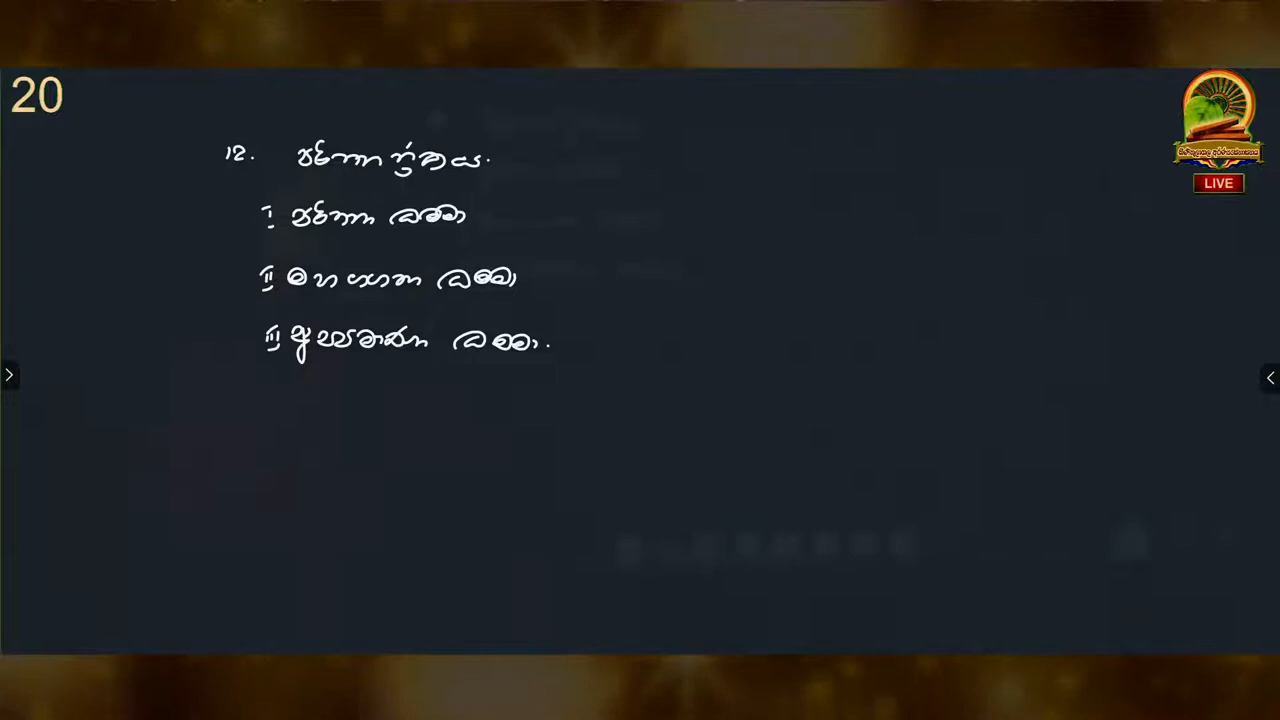 20
12. පරිත්තා ත්‍රිකය.
I පරිත්තා ධම්මා
II මහග්ගතා ධම්මා
III අප්පමාණා ධම්මා.
LIVE